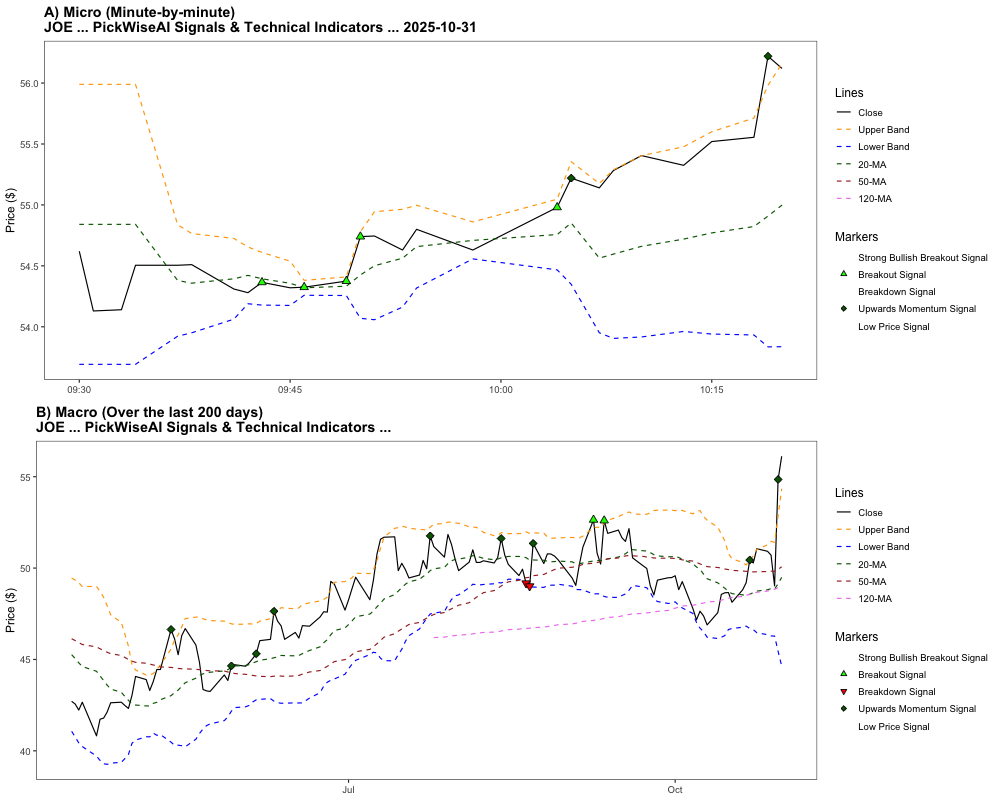 A) Micro (Minute-by-minute)
JOE ... PickWiseAI Signals & Technical Indicators ... 2025-10-31
Price ($)
56.0
55.5
55.0
54.5
54.0
09:30
09:45
10:00
10:15
Lines
Close
Upper Band
Lower Band
20-MA
50-MA
120-MA
Markers
Strong Bullish Breakout Signal
Breakout Signal
Breakdown Signal
Upwards Momentum Signal
Low Price Signal
B) Macro (Over the last 200 days)
JOE ... PickWiseAI Signals & Technical Indicators ...
Price ($)
55
50
45
40
Jul
Oct
Lines
Close
Upper Band
Lower Band
20-MA
50-MA
120-MA
Markers
Strong Bullish Breakout Signal
Breakout Signal
Breakdown Signal
Upwards Momentum Signal
Low Price Signal